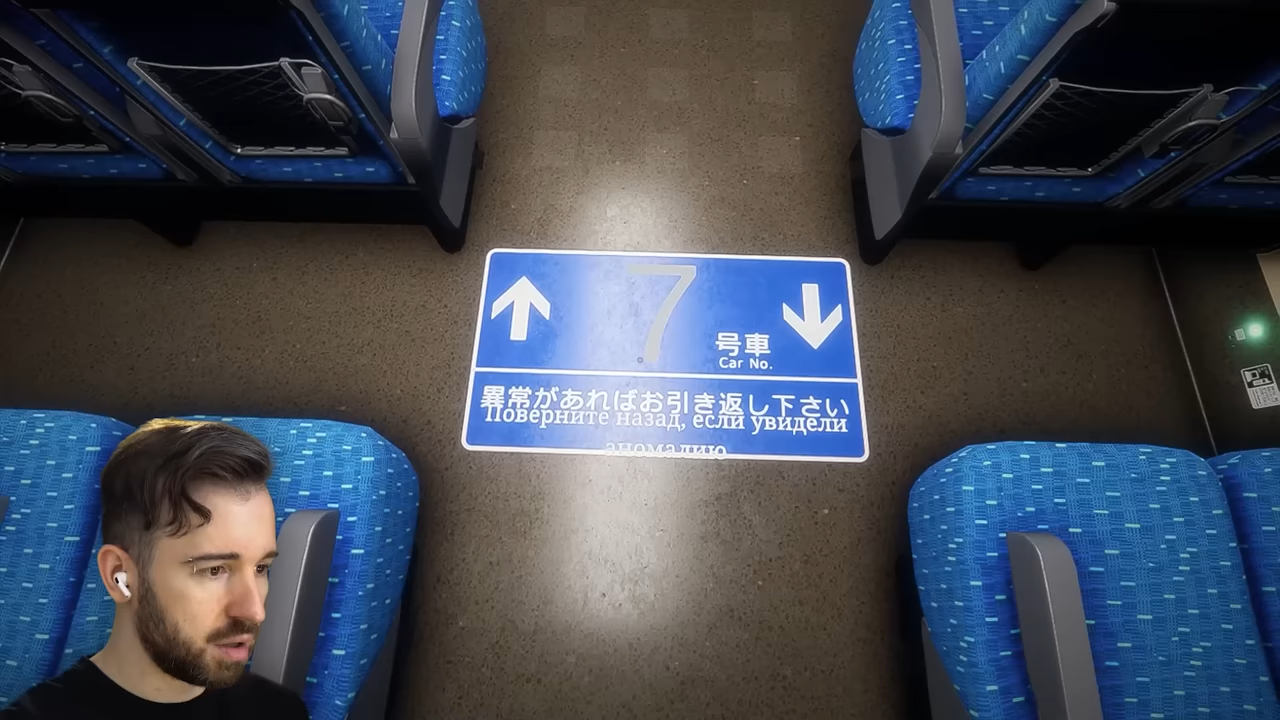 7
号車
Car No.
異常があればお引き返し下さい
Поверните назад, если увидели
аномалию